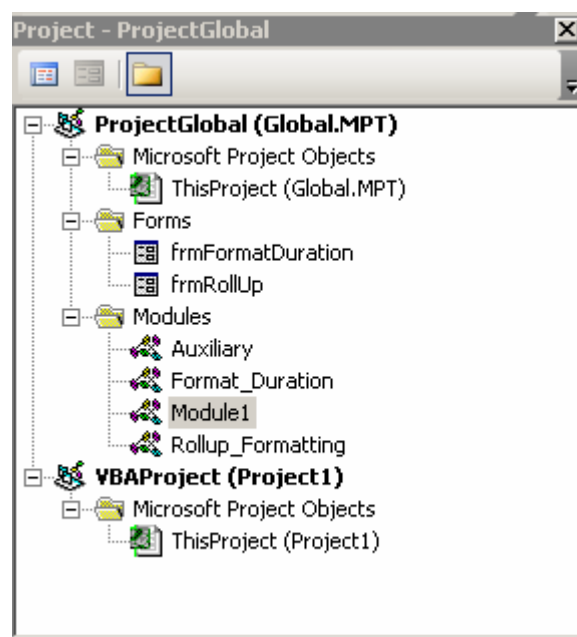 Project - ProjectGlobal
ProjectGlobal (Global.MPT)
Microsoft Project Objects
ThisProject (Global.MPT)
Forms
frmFormatDuration
frmRollUp
Modules
Auxiliary
Format_Duration
Module1
Rollup_Formatting
VBAProject (Project1)
Microsoft Project Objects
ThisProject (Project1)